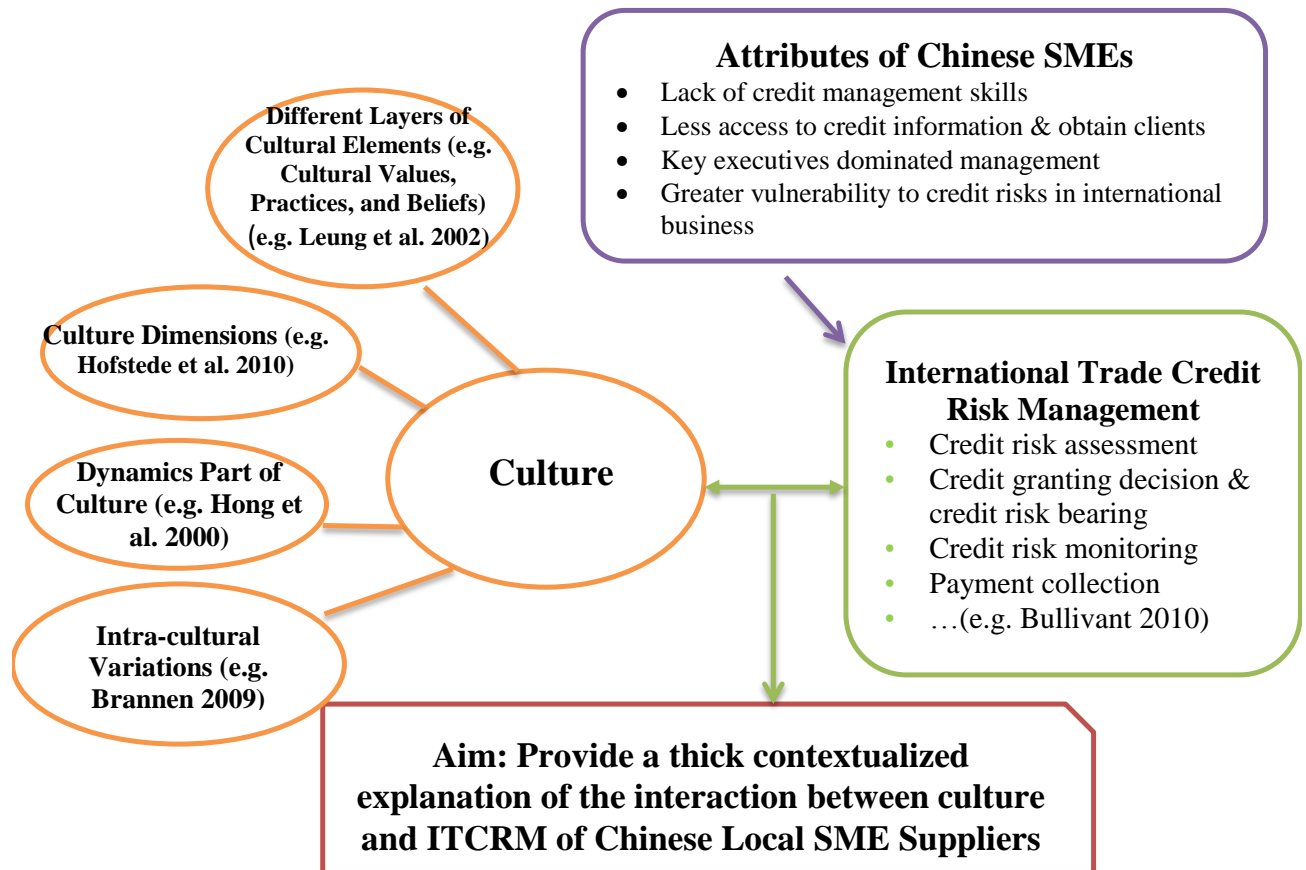 Attributes of Chinese SMEs
• Lack of credit management skills
• Less access to credit information & obtain clients
• Key executives dominated management
• Greater vulnerability to credit risks in international
business
Different Layers of
Cultural Elements (e.g.
Cultural Values,
Practices, and Beliefs)
(e.g. Leung et al. 2002)
Culture Dimensions (e.g.
Hofstede et al. 2010)
Dynamics Part of
Culture (e.g. Hong et
al. 2000)
Intra-cultural
Variations (e.g.
Brannen 2009)
Culture
International Trade Credit
Risk Management
• Credit risk assessment
• Credit granting decision &
credit risk bearing
• Credit risk monitoring
• Payment collection
• …(e.g. Bullivant 2010)
Aim: Provide a thick contextualized
explanation of the interaction between culture
and ITCRM of Chinese Local SME Suppliers